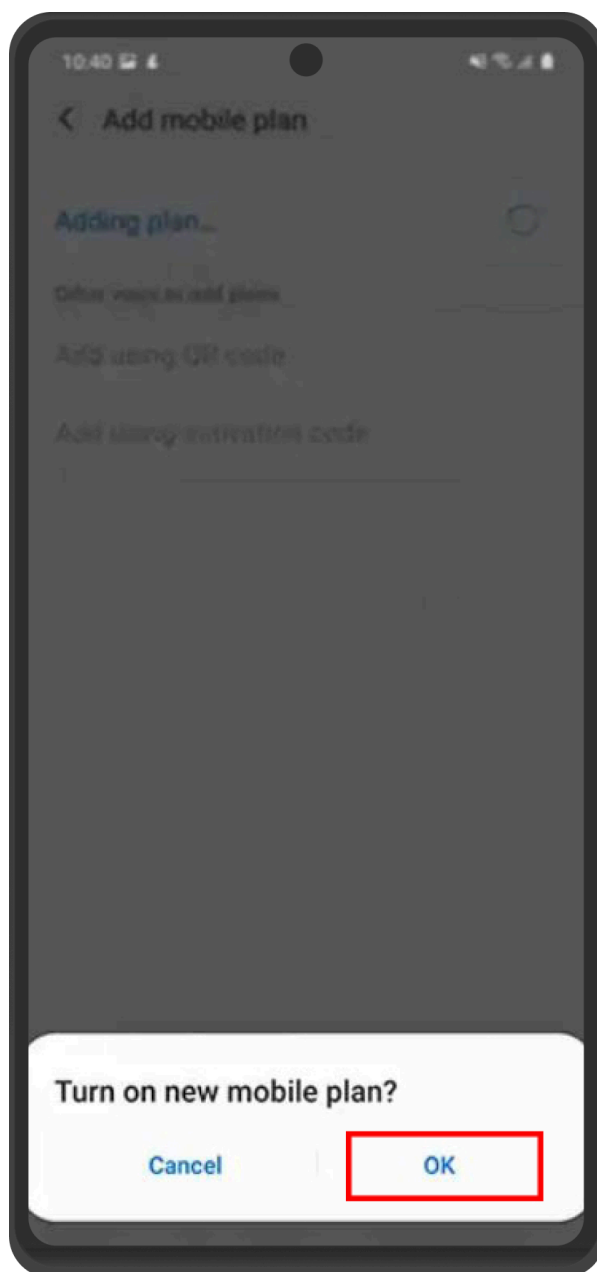 10:40
Add mobile plan
Adding plan...
Other ways to add plans
Add using QR code
Add using activation code
Turn on new mobile plan?
Cancel
OK